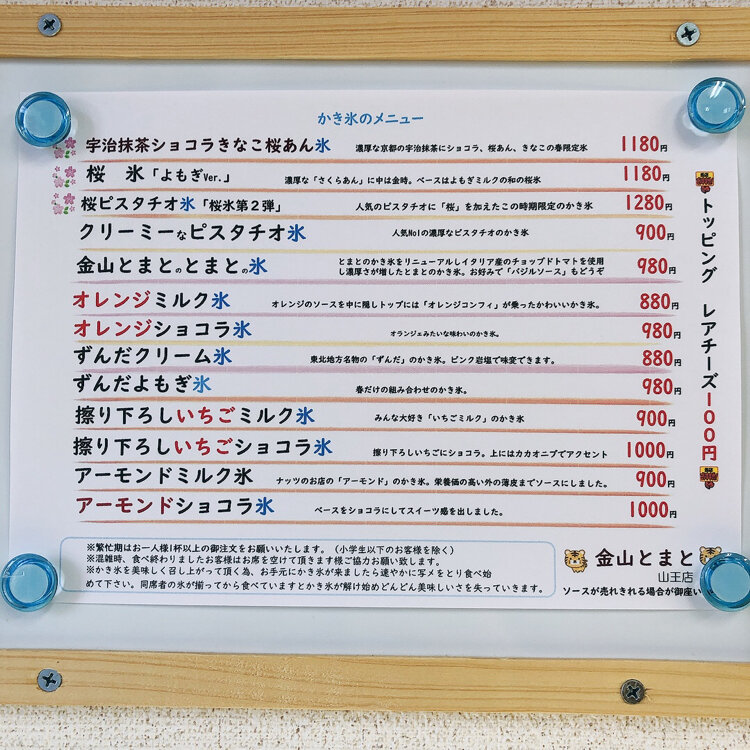 かき氷のメニュー
宇治抹茶ショコラきなこ桜あん氷 濃厚な京都の宇治抹茶にショコラ、桜あん、きなこの春限定氷 1180円
桜 氷「よもぎVer.」 濃厚な「さくらあん」に中は金時。ベースはよもぎミルクの和の桜氷 1180円
桜ピスタチオ氷「桜氷第2弾」 人気のピスタチオに「桜」を加えたこの時期限定のかき氷 1280円
クリーミーなピスタチオ氷 人気No1の濃厚なピスタチオのかき氷 900円
金山とまとのとまとの氷 とまとのかき氷をリニューアルしイタリア産のチョップドトマトを使用
し濃厚さが増したとまとのかき氷。お好みで「バジルソース」もどうぞ 980円
オレンジミルク氷 オレンジのソースを中に隠しトップには「オレンジコンフィ」が乗ったかわいいかき氷。 880円
オレンジショコラ氷 オランジェみたいな味わいのかき氷。 980円
ずんだクリーム氷 東北地方名物の「ずんだ」のかき氷。ピンク岩塩で味変できます。 880円
ずんだよもぎ氷 春だけの組み合わせのかき氷。 980円
擦り下ろしいちごミルク氷 みんな大好き「いちごミルク」のかき氷 900円
擦り下ろしいちごショコラ氷 擦り下ろしいちごにショコラ。上にはカカオニブでアクセント 1000円
アーモンドミルク氷 ナッツのお店の「アーモンド」のかき氷。栄養価の高い外の薄皮までソースにしました。 900円
アーモンドショコラ氷 ベースをショコラにしてスイーツ感を出しました。 1000円
トッピング レアチーズ100円
※繁忙期はお一人様1杯以上の御注文をお願いいたします。（小学生以下のお客様を除く）
※混雑時、食べ終わりましたお客様はお席を空けて頂きます様ご協力お願い致します。
※かき氷を美味しく召し上がって頂く為、お手元にかき氷が来ましたら速やかに写メをとり食べ始
めて下さい。同席者の氷が揃ってから食べていますとかき氷が解け始めどんどん美味しいさを失っていきます。
金山とまと
山王店
ソースが売れきれる場合が御座い